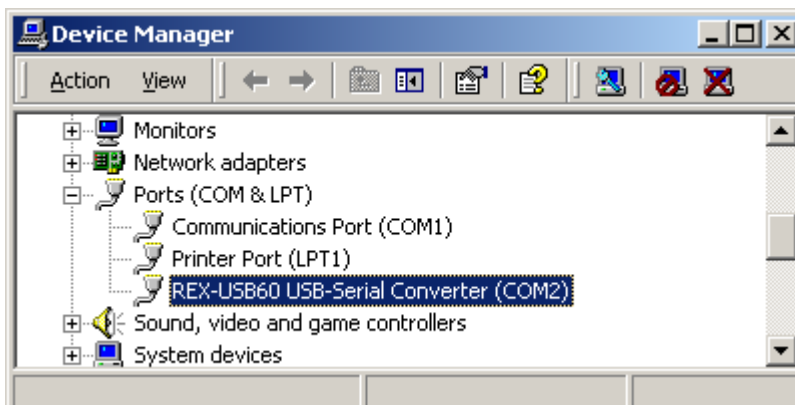 Device Manager
Action View
Monitors
Network adapters
Ports (COM & LPT)
Communications Port (COM1)
Printer Port (LPT1)
REX-USB60 USB-Serial Converter (COM2)
Sound, video and game controllers
System devices